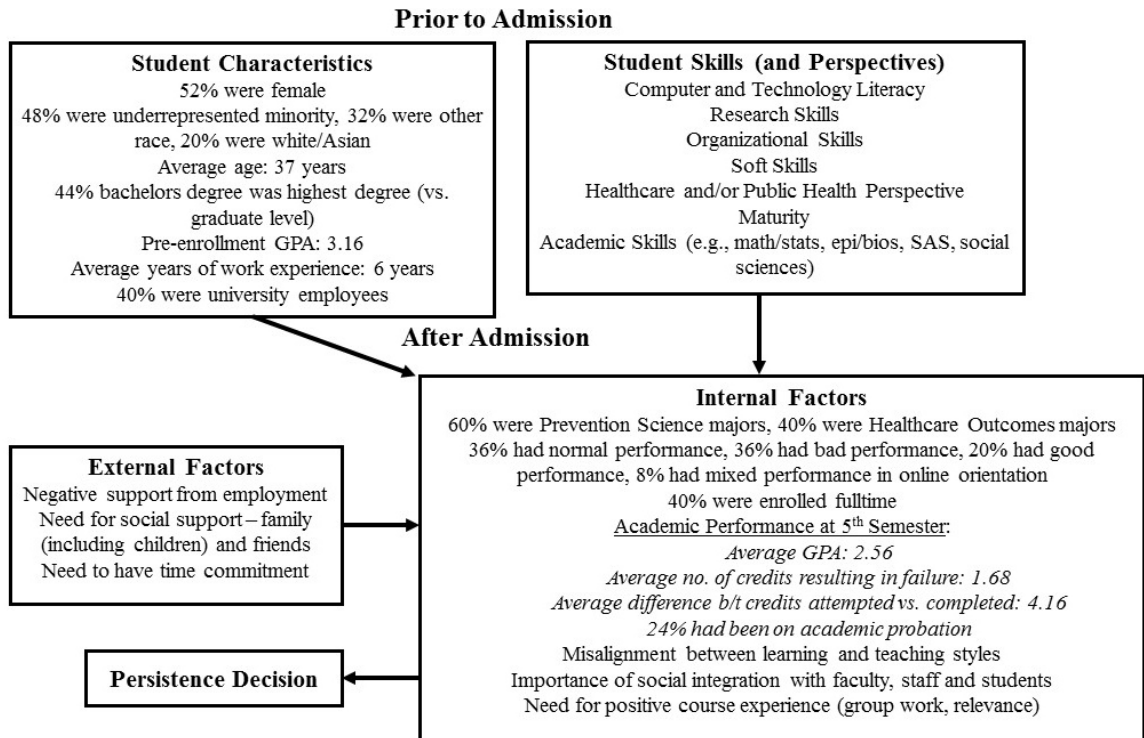 Prior to Admission
Student Characteristics
52% were female
48% were underrepresented minority, 32% were other
race, 20% were white/Asian
Average age: 37 years
44% bachelors degree was highest degree (vs.
graduate level)
Pre-enrollment GPA: 3.16
Average years of work experience: 6 years
40% were university employees
Student Skills (and Perspectives)
Computer and Technology Literacy
Research Skills
Organizational Skills
Soft Skills
Healthcare and/or Public Health Perspective
Maturity
Academic Skills (e.g., math/stats, epi/bios, SAS, social
sciences)
After Admission
External Factors
Negative support from employment
Need for social support – family
(including children) and friends
Need to have time commitment
Internal Factors
60% were Prevention Science majors, 40% were Healthcare Outcomes majors
36% had normal performance, 36% had bad performance, 20% had good
performance, 8% had mixed performance in online orientation
40% were enrolled fulltime
Academic Performance at 5th Semester:
Average GPA: 2.56
Average no. of credits resulting in failure: 1.68
Average difference b/t credits attempted vs. completed: 4.16
24% had been on academic probation
Misalignment between learning and teaching styles
Importance of social integration with faculty, staff and students
Need for positive course experience (group work, relevance)
Persistence Decision